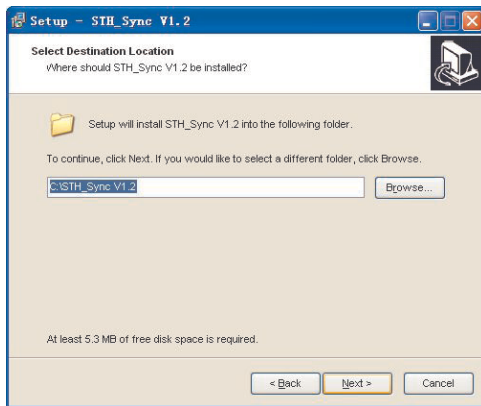 Setup - STH_Sync V1.2
Select Destination Location
Where should STH_Sync V1.2 be installed?
Setup will install STH_Sync V1.2 into the following folder.
To continue, click Next. If you would like to select a different folder, click Browse.
C:\STH_Sync V1.2
Browse...
At least 5.3 MB of free disk space is required.
< Back
Next >
Cancel